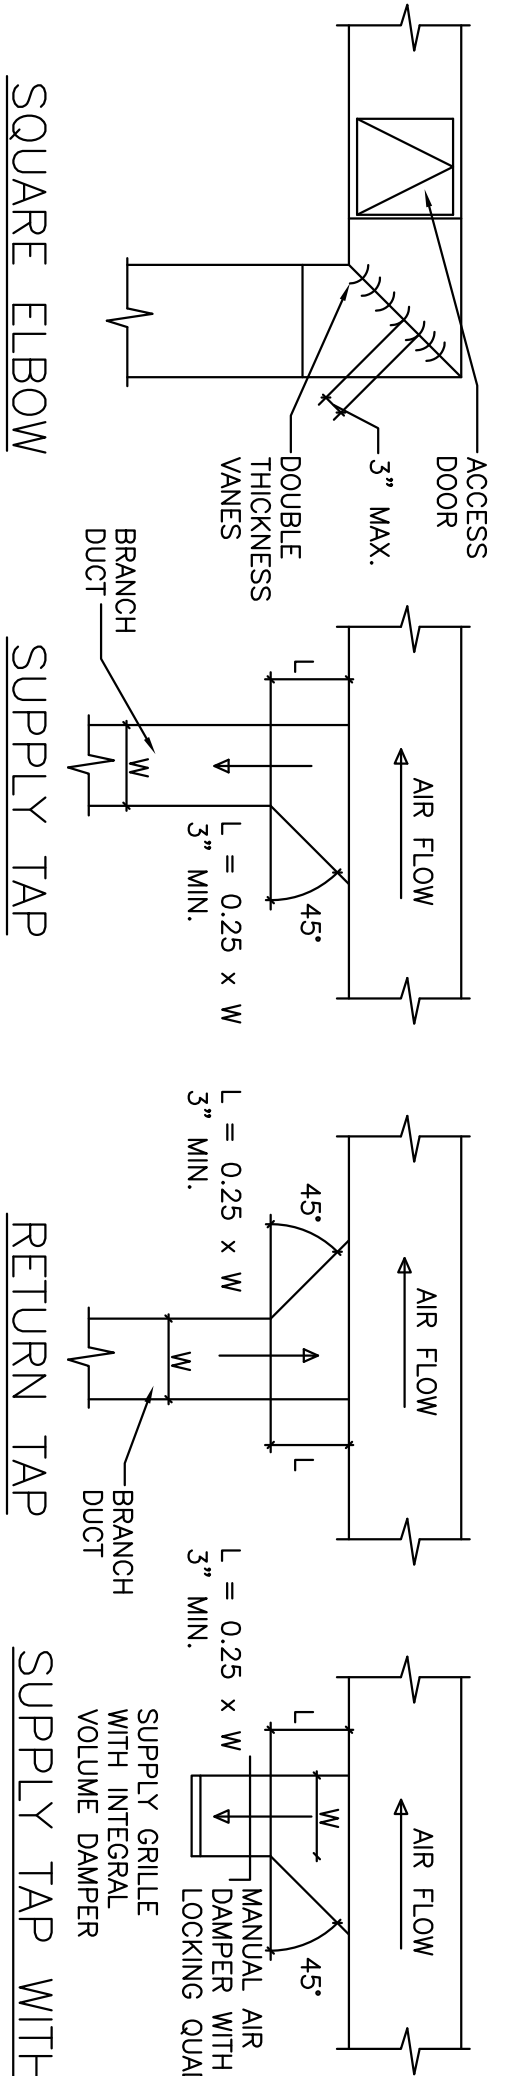 ACCESS
DOOR
3" MAX.
DOUBLE
THICKNESS
VANES
SQUARE ELBOW
AIR FLOW
L
W
45°
L = 0.25 x W
3" MIN.
BRANCH
DUCT
SUPPLY TAP
AIR FLOW
45°
L = 0.25 x W
3" MIN.
W
L
BRANCH
DUCT
RETURN TAP
AIR FLOW
L
W
45°
L = 0.25 x W
3" MIN.
MANUAL AIR
DAMPER WITH
LOCKING
SUPPLY GRILLE
WITH INTEGRAL
VOLUME DAMPER
SUPPLY TAP WITH